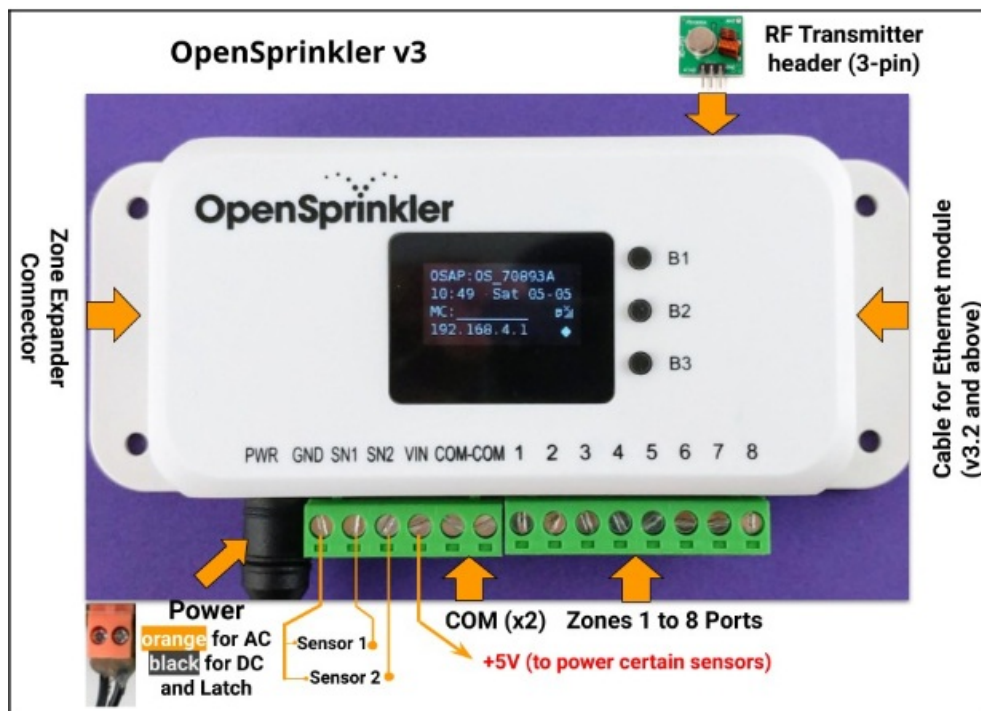 OpenSprinkler v3
RF Transmitter
header (3-pin)
Zone Expander
Connector
OpenSprinkler
OSAP:OS_70893A
10:49 Sat 05-05
MC:________
192.168.4.1
B1
B2
B3
Cable for Ethernet module
(v3.2 and above)
PWR GND SN1 SN2 VIN COM-COM 1 2 3 4 5 6 7 8
Power
orange for AC
black for DC
and Latch
Sensor 1
Sensor 2
COM (x2)
Zones 1 to 8 Ports
+5V (to power certain sensors)